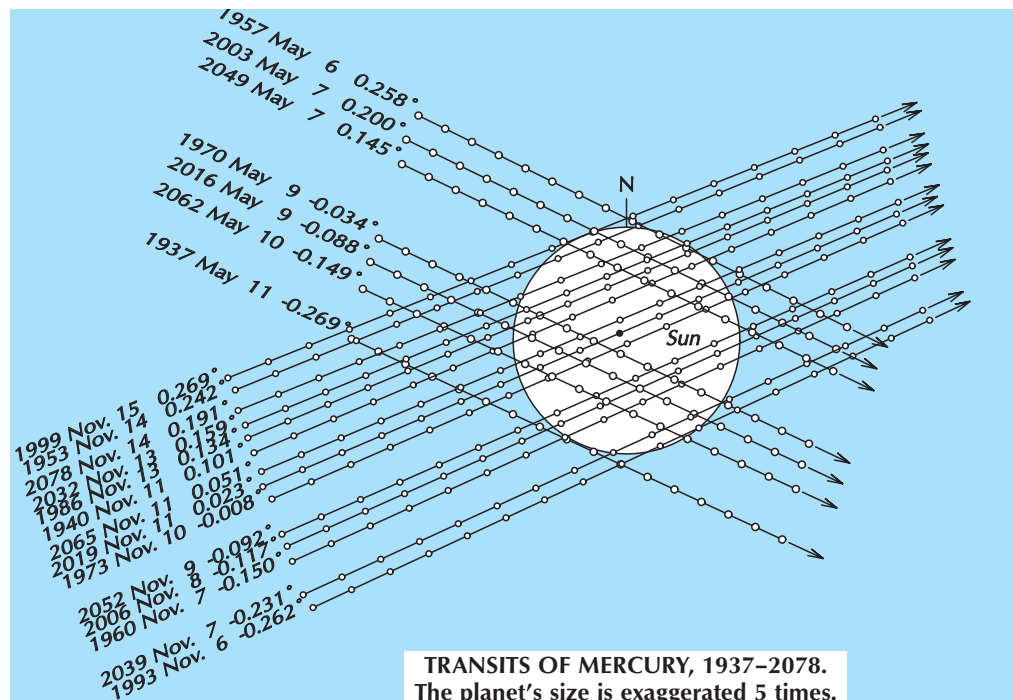 1957 May 6 0.258°
2003 May 7 0.200°
2049 May 7 0.145°
1970 May 9 -0.034°
2016 May 9 -0.088°
2062 May 10 -0.149°
1937 May 11 -0.269°
N
Sun
1999 Nov. 15 0.269°
1953 Nov. 14 0.242°
2078 Nov. 14 0.191°
2032 Nov. 13 0.159°
1986 Nov. 13 0.134°
1940 Nov. 11 0.101°
2065 Nov. 11 0.051°
2019 Nov. 11 0.023°
1973 Nov. 10 -0.008°
2052 Nov. 9 -0.092°
2006 Nov. 8 -0.117°
1960 Nov. 7 -0.150°
2039 Nov. 7 -0.231°
1993 Nov. 6 -0.262°
TRANSITS OF MERCURY, 1937–2078.
The planet's size is exaggerated 5 times.